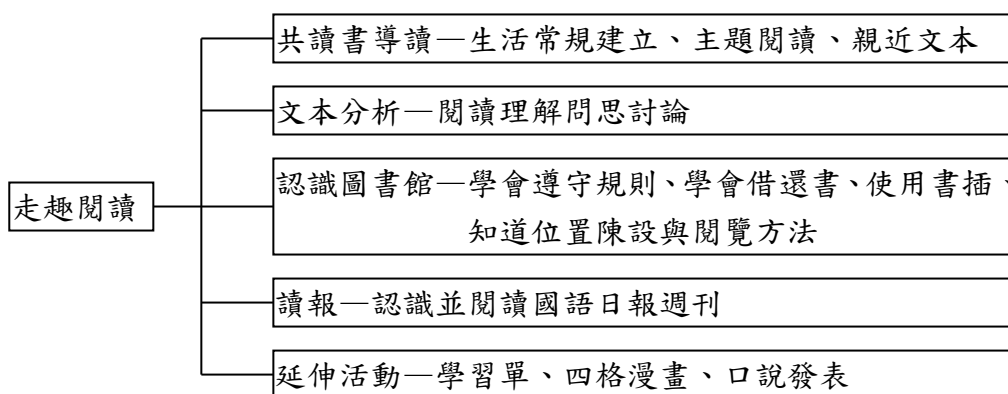 共讀書導讀—生活常規建立、主題閱讀、親近文本
文本分析—閱讀理解問思討論
走趣閱讀
認識圖書館—學會遵守規則、學會借還書、使用書插、
知道位置陳設與閱覽方法
讀報—認識並閱讀國語日報週刊
延伸活動—學習單、四格漫畫、口說發表